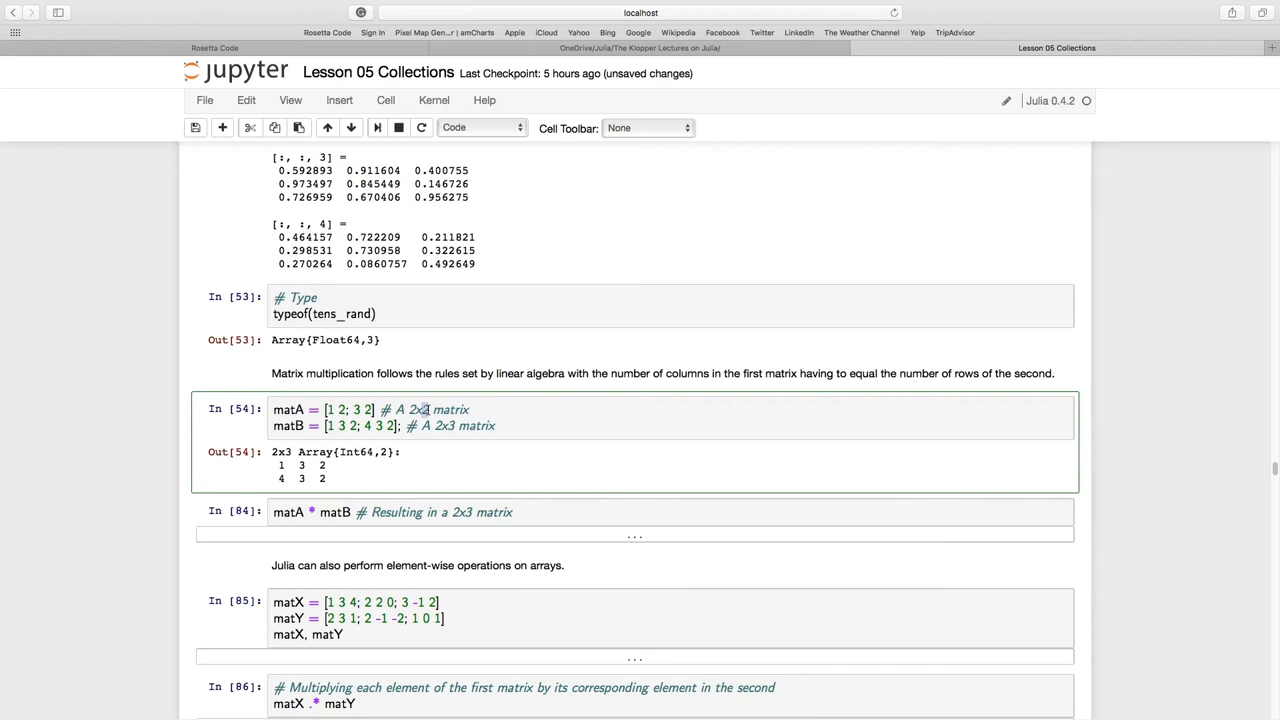 localhost
Rosetta Code Sign In Pixel Map Gen...r | amCharts Apple iCloud Yahoo Bing Google Wikipedia Facebook Twitter LinkedIn The Weather Channel Yelp TripAdvisor
Rosetta Code OneDrive/Julia/The Klopper Lectures on Julia/ Lesson 05 Collections
jupyter Lesson 05 Collections Last Checkpoint: 5 hours ago (unsaved changes)
File Edit View Insert Cell Kernel Help Julia 0.4.2
Code Cell Toolbar: None
[:, :, 3] =
0.592893 0.911604 0.400755
0.973497 0.845449 0.146726
0.726959 0.670406 0.956275
[:, :, 4] =
0.464157 0.722209 0.211821
0.298531 0.730958 0.322615
0.270264 0.0860757 0.492649
In [53]: # Type
typeof(tens_rand)
Out[53]: Array{Float64,3}
Matrix multiplication follows the rules set by linear algebra with the number of columns in the first matrix having to equal the number of rows of the second.
In [54]: matA = [1 2; 3 2] # A 2x2 matrix
matB = [1 3 2; 4 3 2]; # A 2x3 matrix
Out[54]: 2x3 Array{Int64,2}:
1 3 2
4 3 2
In [84]: matA * matB # Resulting in a 2x3 matrix
...
Julia can also perform element-wise operations on arrays.
In [85]: matX = [1 3 4; 2 2 0; 3 -1 2]
matY = [2 3 1; 2 -1 -2; 1 0 1]
matX, matY
...
In [86]: # Multiplying each element of the first matrix by its corresponding element in the second
matX .* matY